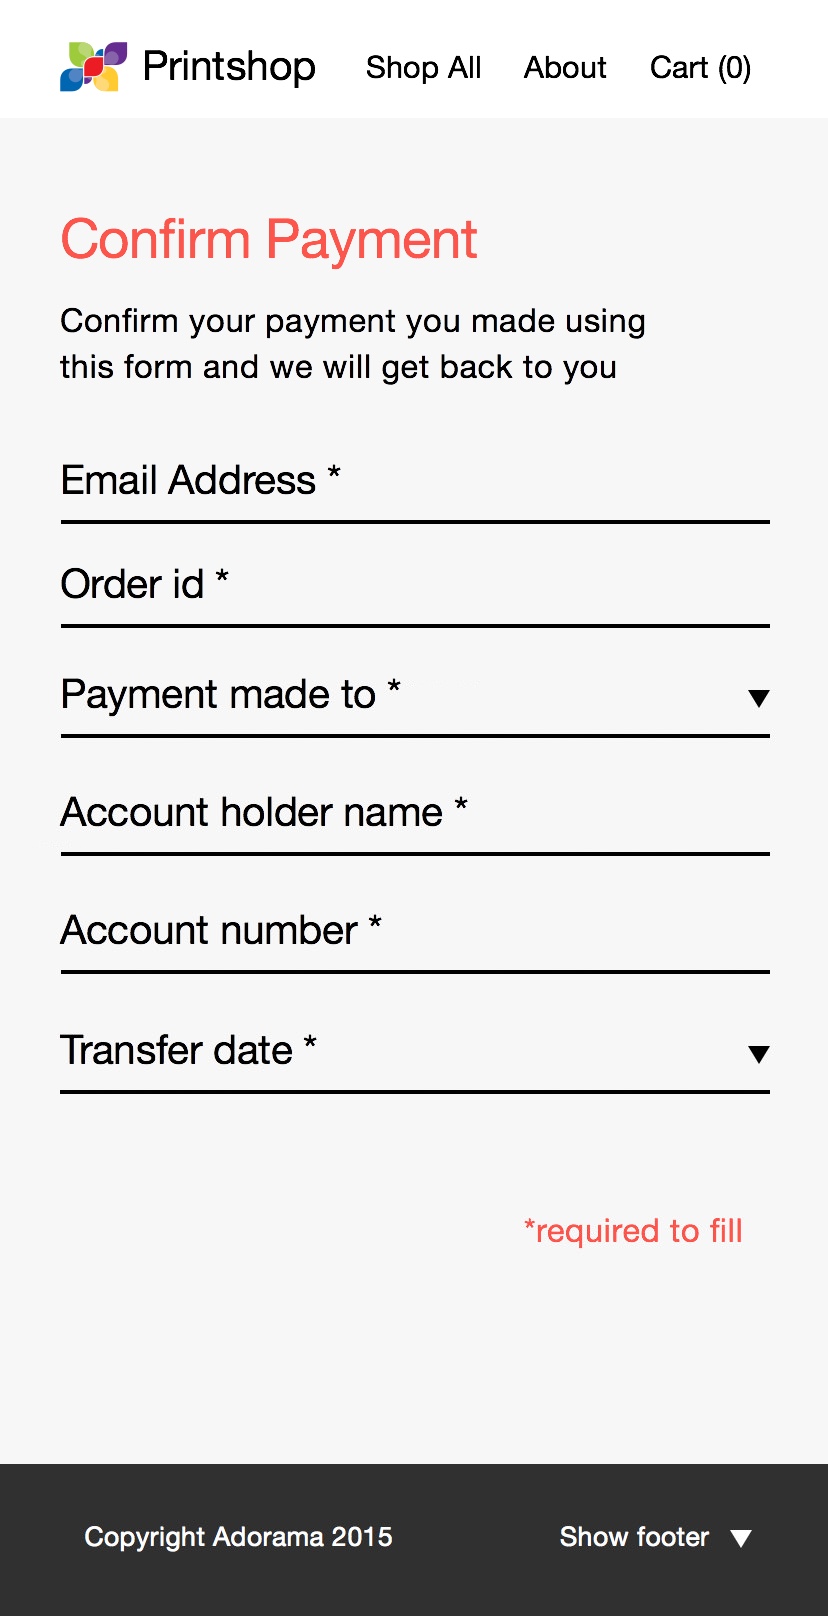 Printshop Shop All About Cart (0)
Confirm Payment
Confirm your payment you made using
this form and we will get back to you
Email Address *
Order id *
Payment made to *
Account holder name *
Account number *
Transfer date *
*required to fill
Copyright Adorama 2015 Show footer